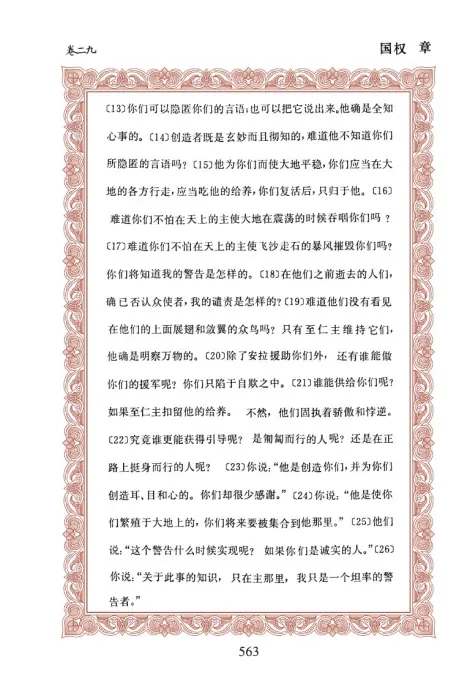 卷二九
国权 章
〔13〕你们可以隐匿你们的言语；也可以把它说出来。他确是全知
心事的。〔14〕创造者既是玄妙而且彻知的，难道他不知道你们
所隐匿的言语吗？〔15〕他为你们而使大地平稳，你们应当在大
地的各方行走，应当吃他的给养，你们复活后，只归于他。〔16〕
难道你们不怕在天上的主使大地在震荡的时候吞咽你们吗？
〔17〕难道你们不怕在天上的主使飞沙走石的暴风摧毁你们吗？
你们将知道我的警告是怎样的。〔18〕在他们之前逝去的人们，
确已否认众使者，我的谴责是怎样的？〔19〕难道他们没有看见
在他们的上面展翅和敛翼的众鸟吗？只有至仁主维持它们，
他确是明察万物的。〔20〕除了安拉援助你们外，还有谁能做
你们的援军呢？你们只陷于自欺之中。〔21〕谁能供给你们呢？
如果至仁主扣留他的给养。 不然，他们固执着骄傲和悖逆。
〔22〕究竟谁更能获得引导呢？是匍匐而行的人呢？还是在正
路上挺身而行的人呢？〔23〕你说：“他是创造你们，并为你们
创造耳、目和心的。你们却很少感谢。”〔24〕你说：“他是使你
们繁殖于大地上的，你们将来要被集合到他那里。”〔25〕他们
说：“这个警告什么时候实现呢？如果你们是诚实的人。”〔26〕
你说：“关于此事的知识，只在主那里，我只是一个坦率的警
告者。”
563